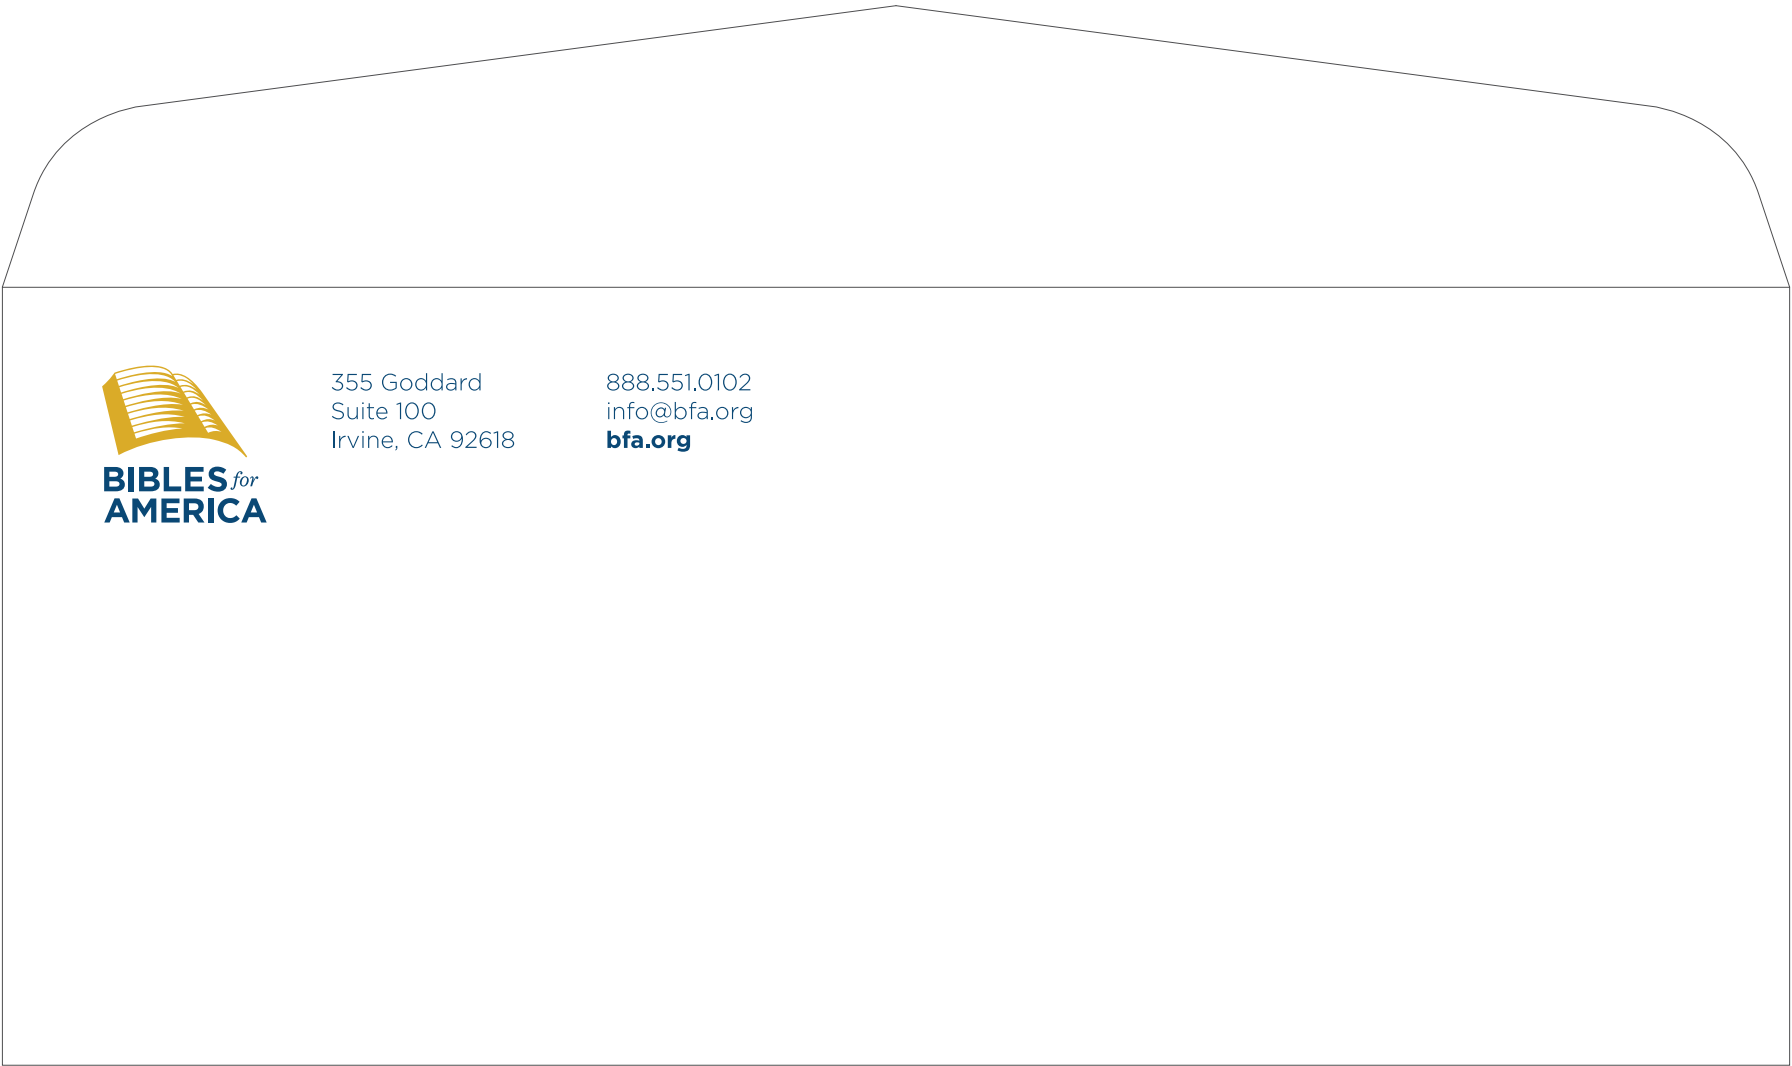 BIBLES for
AMERICA
355 Goddard
Suite 100
Irvine, CA 92618
888.551.0102
info@bfa.org
bfa.org